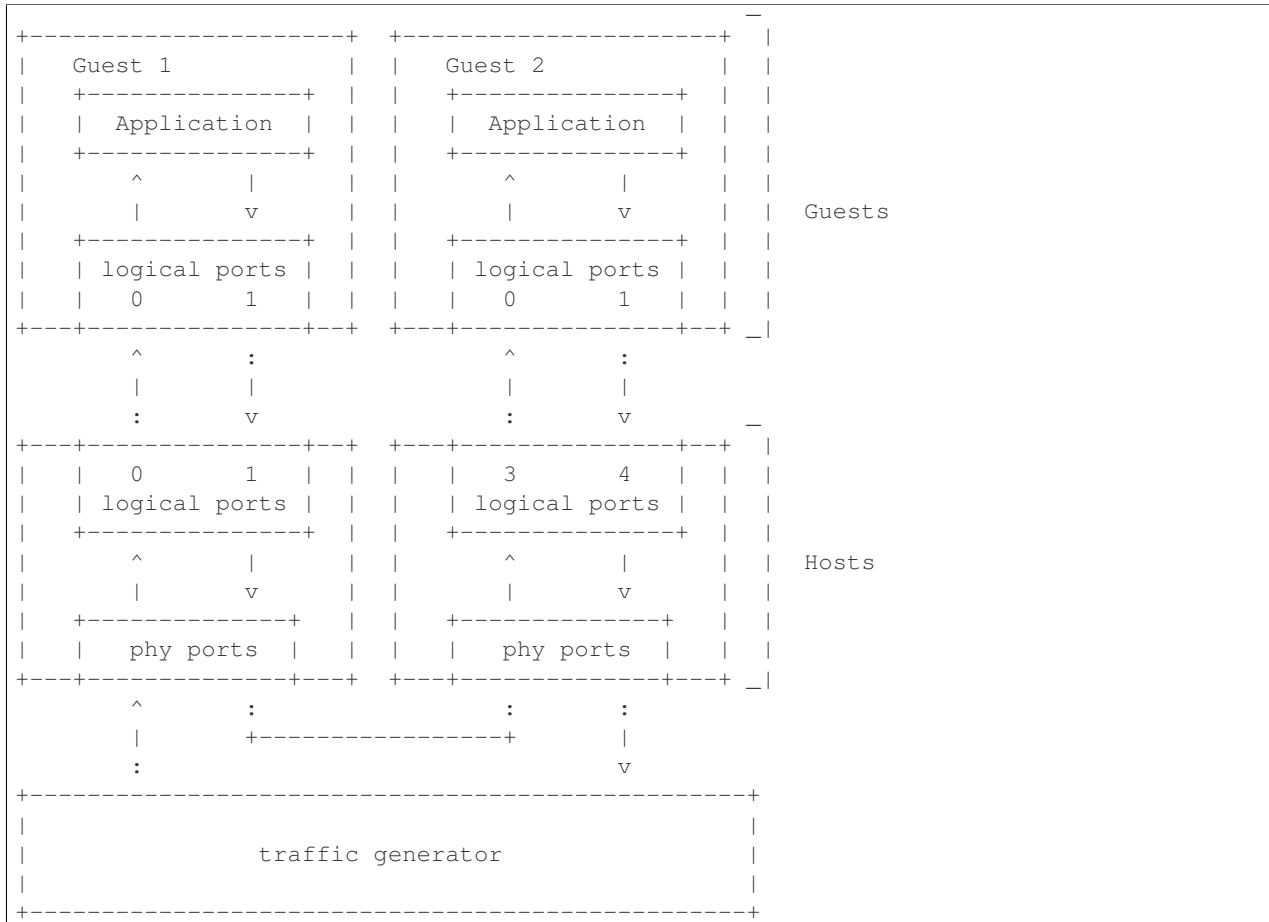 _
+----------------------+  +----------------------+  |
|   Guest 1            |  |   Guest 2            |  |
|   +---------------+  |  |   +---------------+  |  |
|   |  Application  |  |  |   |  Application  |  |  |
|   +---------------+  |  |   +---------------+  |  |
|       ^       |      |  |       ^       |      |  |
|       |       v      |  |       |       v      |  |  Guests
|   +---------------+  |  |   +---------------+  |  |
|   | logical ports |  |  |   | logical ports |  |  |
|   |   0       1   |  |  |   |   0       1   |  |  |
+---+---------------+--+  +---+---------------+--+ _|
        ^       :                 ^       :
        |       |                 |       |
        :       v                 :       v        _
+---+---------------+--+  +---+---------------+--+  |
|   |   0       1   |  |  |   |   3       4   |  |  |
|   | logical ports |  |  |   | logical ports |  |  |
|   +---------------+  |  |   +---------------+  |  |
|       ^       |      |  |       ^       |      |  |  Hosts
|       |       v      |  |       |       v      |  |
|   +--------------+   |  |   +--------------+   |  |
|   |   phy ports  |   |  |   |   phy ports  |   |  |
+---+--------------+---+  +---+--------------+---+ _|
        ^       :                 :       :
        |       +-----------------+       |
        :                                 v
+--------------------------------------------------+
|                                                  |
|                traffic generator                 |
|                                                  |
+--------------------------------------------------+